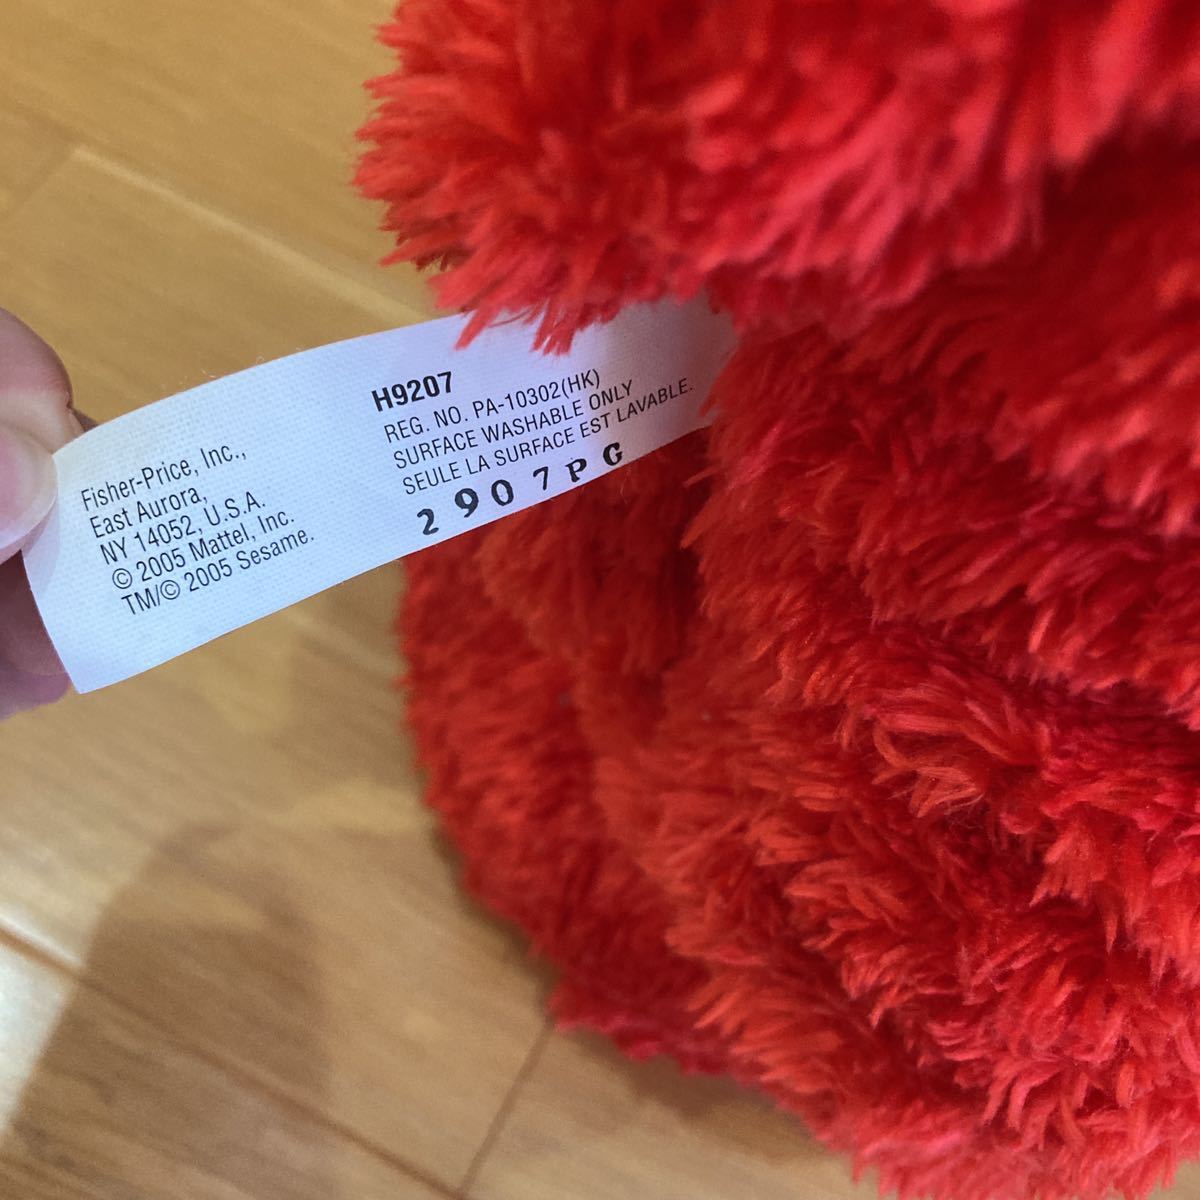 Fisher-Price, Inc.,
East Aurora,
NY 14052, U.S.A.
© 2005 Mattel, Inc.
TM/© 2005 Sesame.
H9207
REG. NO. PA-10302(HK)
SURFACE WASHABLE ONLY
SEULE LA SURFACE EST LAVABLE.
2907PG